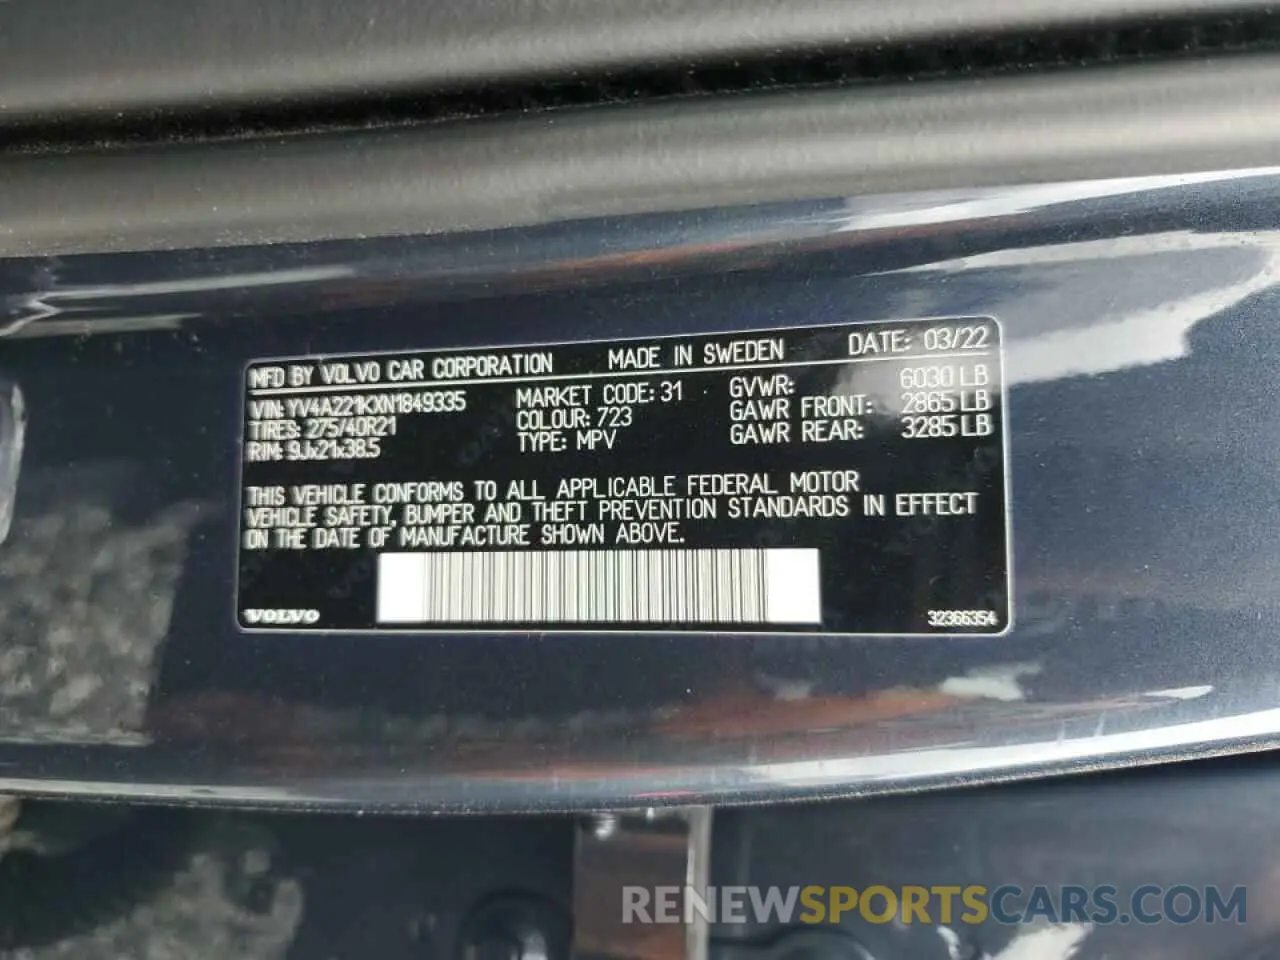 MFD BY VOLVO CAR CORPORATION MADE IN SWEDEN DATE: 03/22
VIN: YV4A221KXN1849335 MARKET CODE: 31 GVWR: 6030 LB
TIRES: 275/40R21 COLOUR: 723 GAWR FRONT: 2865 LB
RIM: 9Jx21x38.5 TYPE: MPV GAWR REAR: 3285 LB
THIS VEHICLE CONFORMS TO ALL APPLICABLE FEDERAL MOTOR
VEHICLE SAFETY, BUMPER AND THEFT PREVENTION STANDARDS IN EFFECT
ON THE DATE OF MANUFACTURE SHOWN ABOVE.
VOLVO 32366354
RENEWSPORTSCARS.COM